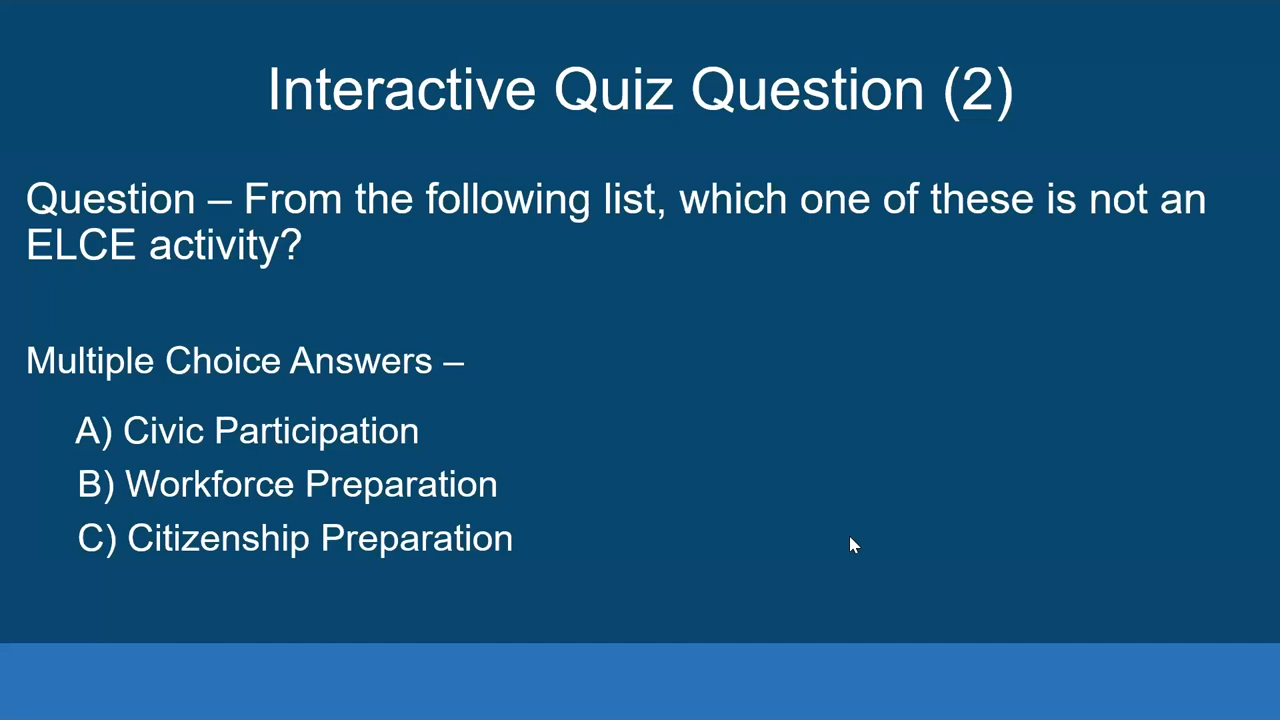 Interactive Quiz Question (2)
Question – From the following list, which one of these is not an
ELCE activity?
Multiple Choice Answers –
A) Civic Participation
B) Workforce Preparation
C) Citizenship Preparation